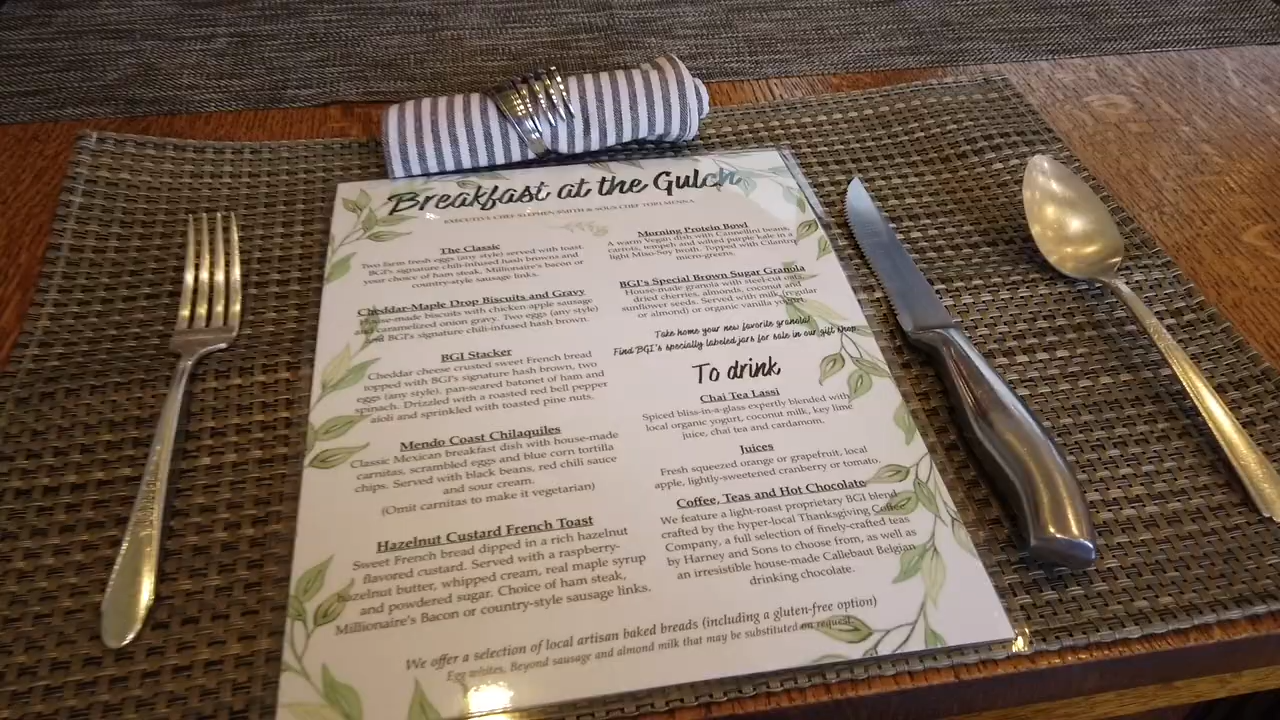 Breakfast at the Gulch
EXECUTIVE CHEF STEPHEN SMITH & SOUS CHEF TORI MENNA
The Classic
Two farm fresh eggs (any style) served with toast.
BGI's signature chili-infused hash browns and
your choice of ham steak, Millionaire's bacon or
country-style sausage links.
Cheddar-Maple Drop Biscuits and Gravy
House-made biscuits with chicken-apple sausage
and caramelized onion gravy. Two eggs (any style)
and BGI's signature chili-infused hash brown.
BGI Stacker
Cheddar cheese crusted sweet French bread
topped with BGI's signature hash brown, two
eggs (any style), pan-seared batonet of ham and
spinach. Drizzled with a roasted red bell pepper
aioli and sprinkled with toasted pine nuts.
Mendo Coast Chilaquiles
Classic Mexican breakfast dish with house-made
carnitas, scrambled eggs and blue corn tortilla
chips. Served with black beans, red chili sauce
and sour cream.
(Omit carnitas to make it vegetarian)
Hazelnut Custard French Toast
Sweet French bread dipped in a rich hazelnut
flavored custard. Served with a raspberry-
hazelnut butter, whipped cream, real maple syrup
and powdered sugar. Choice of ham steak,
Millionaire's Bacon or country-style sausage links.
Morning Protein Bowl
A warm Vegan dish with Cannellini beans,
carrots, tempeh and wilted purple kale in a
light Miso-Soy broth. Topped with Cilantro
micro-greens.
BGI's Special Brown Sugar Granola
House-made granola with steel-cut oats,
dried cherries, almonds, coconut and
sunflower seeds. Served with milk (regular
or almond) or organic vanilla yogurt.
Take home your new favorite granola!
Find BGI's specially labeled jars for sale in our gift shop.
To drink
Chai Tea Lassi
Spiced bliss-in-a-glass expertly blended with
local organic yogurt, coconut milk, key lime
juice, chai tea and cardamom.
Juices
Fresh squeezed orange or grapefruit, local
apple, lightly-sweetened cranberry or tomato.
Coffee, Teas and Hot Chocolate
We feature a light-roast proprietary BGI blend
crafted by the hyper-local Thanksgiving Coffee
Company, a full selection of finely-crafted teas
by Harney and Sons to choose from, as well as
an irresistible house-made Callebaut Belgian
drinking chocolate.
We offer a selection of local artisan baked breads (including a gluten-free option)
Egg whites, Beyond sausage and almond milk that may be substituted on request.